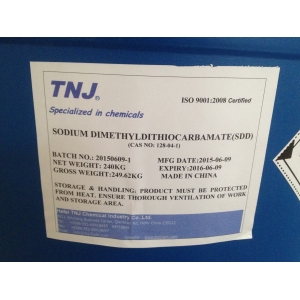 TNJ
ISO 9001:2008 Certified
Specialized in chemicals
SODIUM DIMETHYLDITHIOCARBAMATE(SDD)
(CAS NO: 128-04-1)
BATCH NO.: 20150609-1 MFG DATE:2015-06-09
NET WEIGHT: 240KG EXPIRY:2016-06-09
GROSS WEIGHT:249.62KG MADE IN CHINA
STORAGE & HANDLING: PRODUCT MUST BE PROTECTED
FROM HEAT. ENSURE THOROUGH VENTILATION OF WORK
AND STORAGE AREAS.
Hefei TNJ Chemical Industry Co., Ltd.